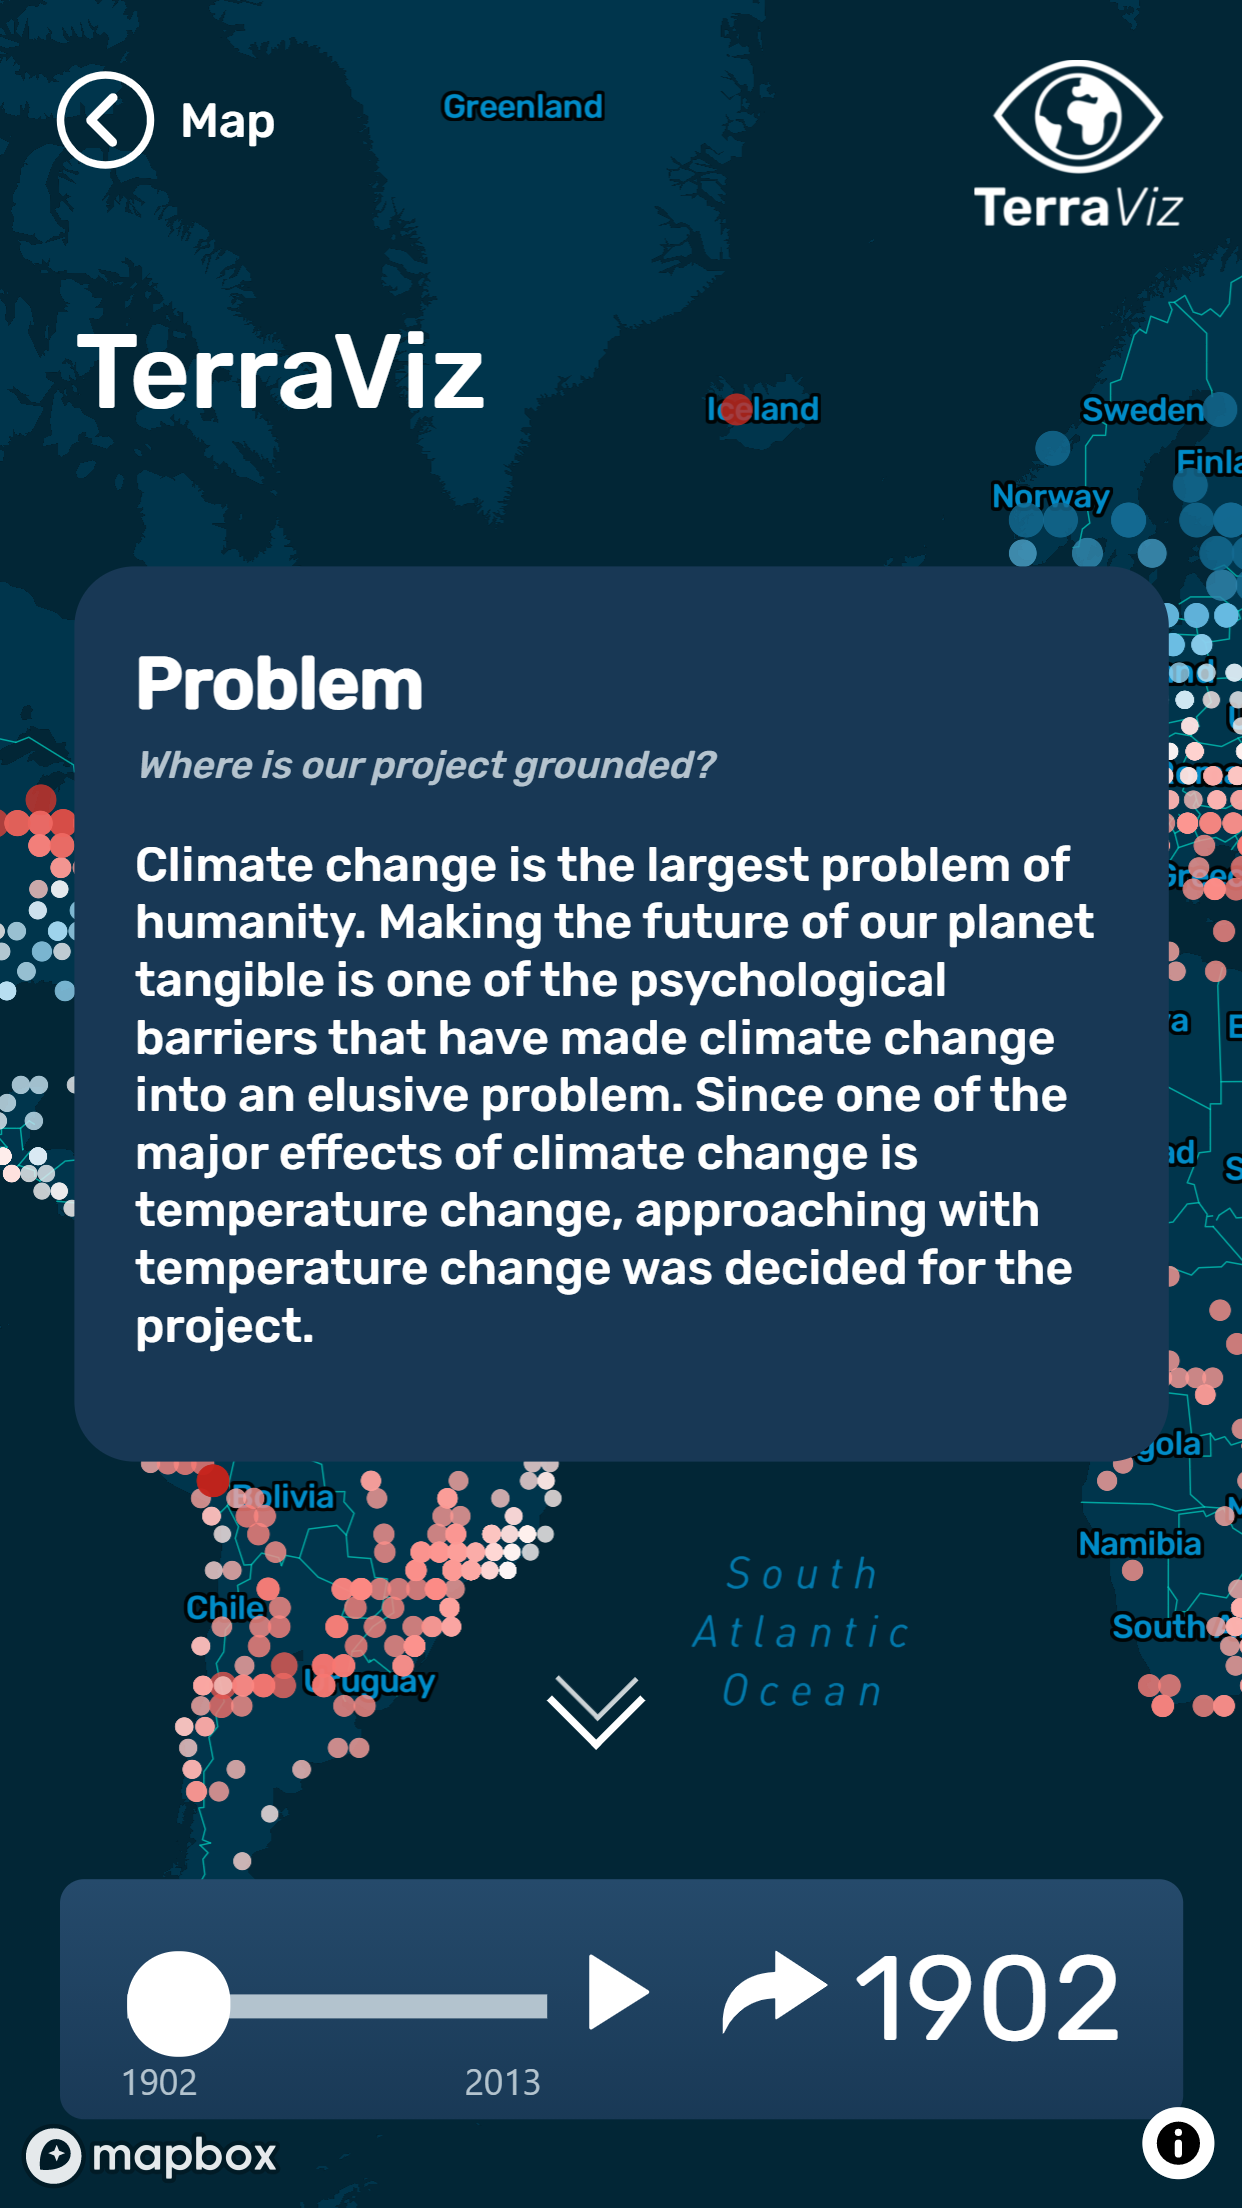 Map
Greenland
TerraViz
TerraViz
Iceland
Sweden
Norway
Problem
Where is our project grounded?
Climate change is the largest problem of
humanity. Making the future of our planet
tangible is one of the psychological
barriers that have made climate change
into an elusive problem. Since one of the
major effects of climate change is
temperature change, approaching with
temperature change was decided for the
project.
Bolivia
Namibia
Chile
South
Uruguay
South
Atlantic
Ocean
1902
1902
2013
mapbox